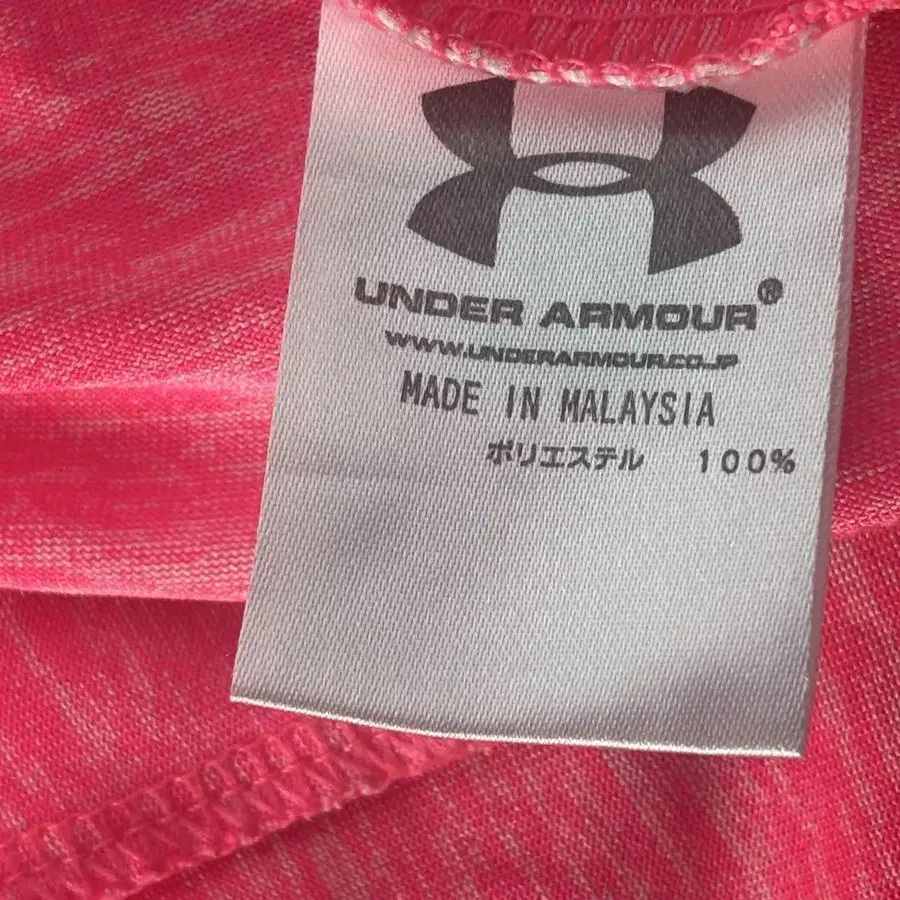 UNDER ARMOUR®
WWW.UNDERARMOUR.CO.JP
MADE IN MALAYSIA
ポリエステル 100%